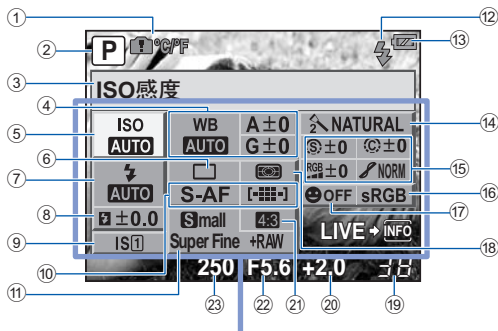 ① ② ③ ④ ⑤ ⑥ ⑦ ⑧ ⑨ ⑩ ⑪
⑫ ⑬ ⑭ ⑮ ⑯ ⑰ ⑱ ⑲ ⑳ ㉑ ㉒ ㉓
P °C/°F
ISO感度
ISO WB A±0 2 NATURAL
AUTO AUTO G±0 S±0 C±0
RGB±0 NORM
AUTO S-AF OFF sRGB
±0.0 Small 4:3 LIVE INFO
IS1 Super Fine +RAW
250 F5.6 +2.0 38